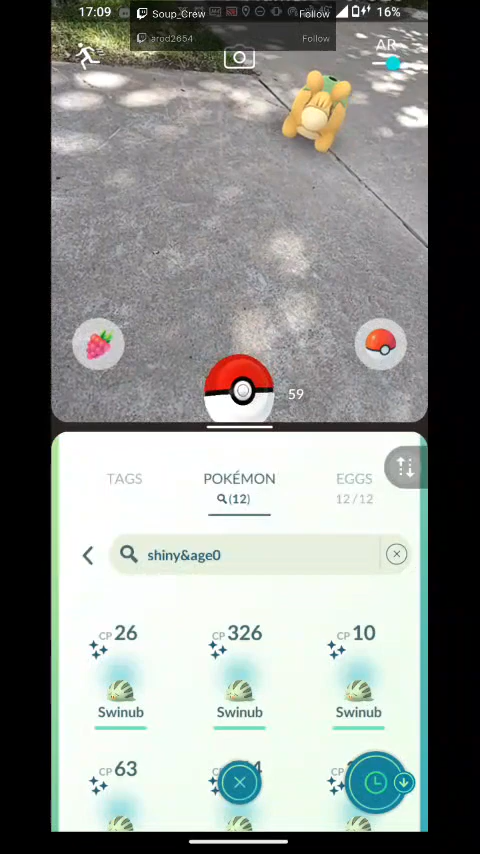 17:09
Soup_Crew
Follow
16%
arod2654
Follow
AR
59
TAGS
POKÉMON
EGGS
(12)
12/12
shiny&age0
CP 26
CP 326
CP 10
Swinub
Swinub
Swinub
CP 63